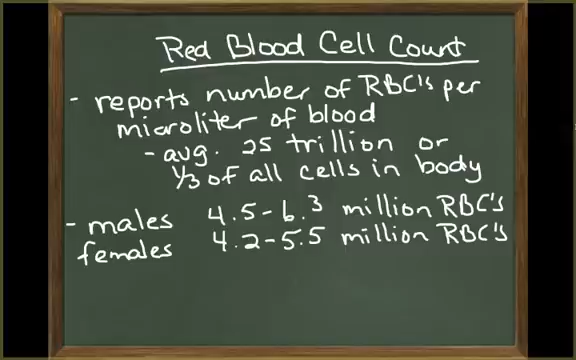 Red Blood Cell Count
- reports number of RBC's per
microliter of blood
- avg. 25 trillion or
1/3 of all cells in body
- males 4.5-6.3 million RBC's
females 4.2-5.5 million RBC's